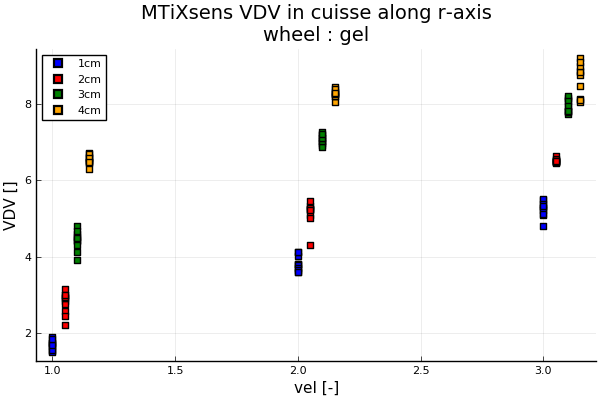 MTiXsens VDV in cuisse along r-axis
wheel : gel
1cm
2cm
3cm
4cm
8
6
4
2
VDV []
1.0
1.5
2.0
2.5
3.0
vel [-]